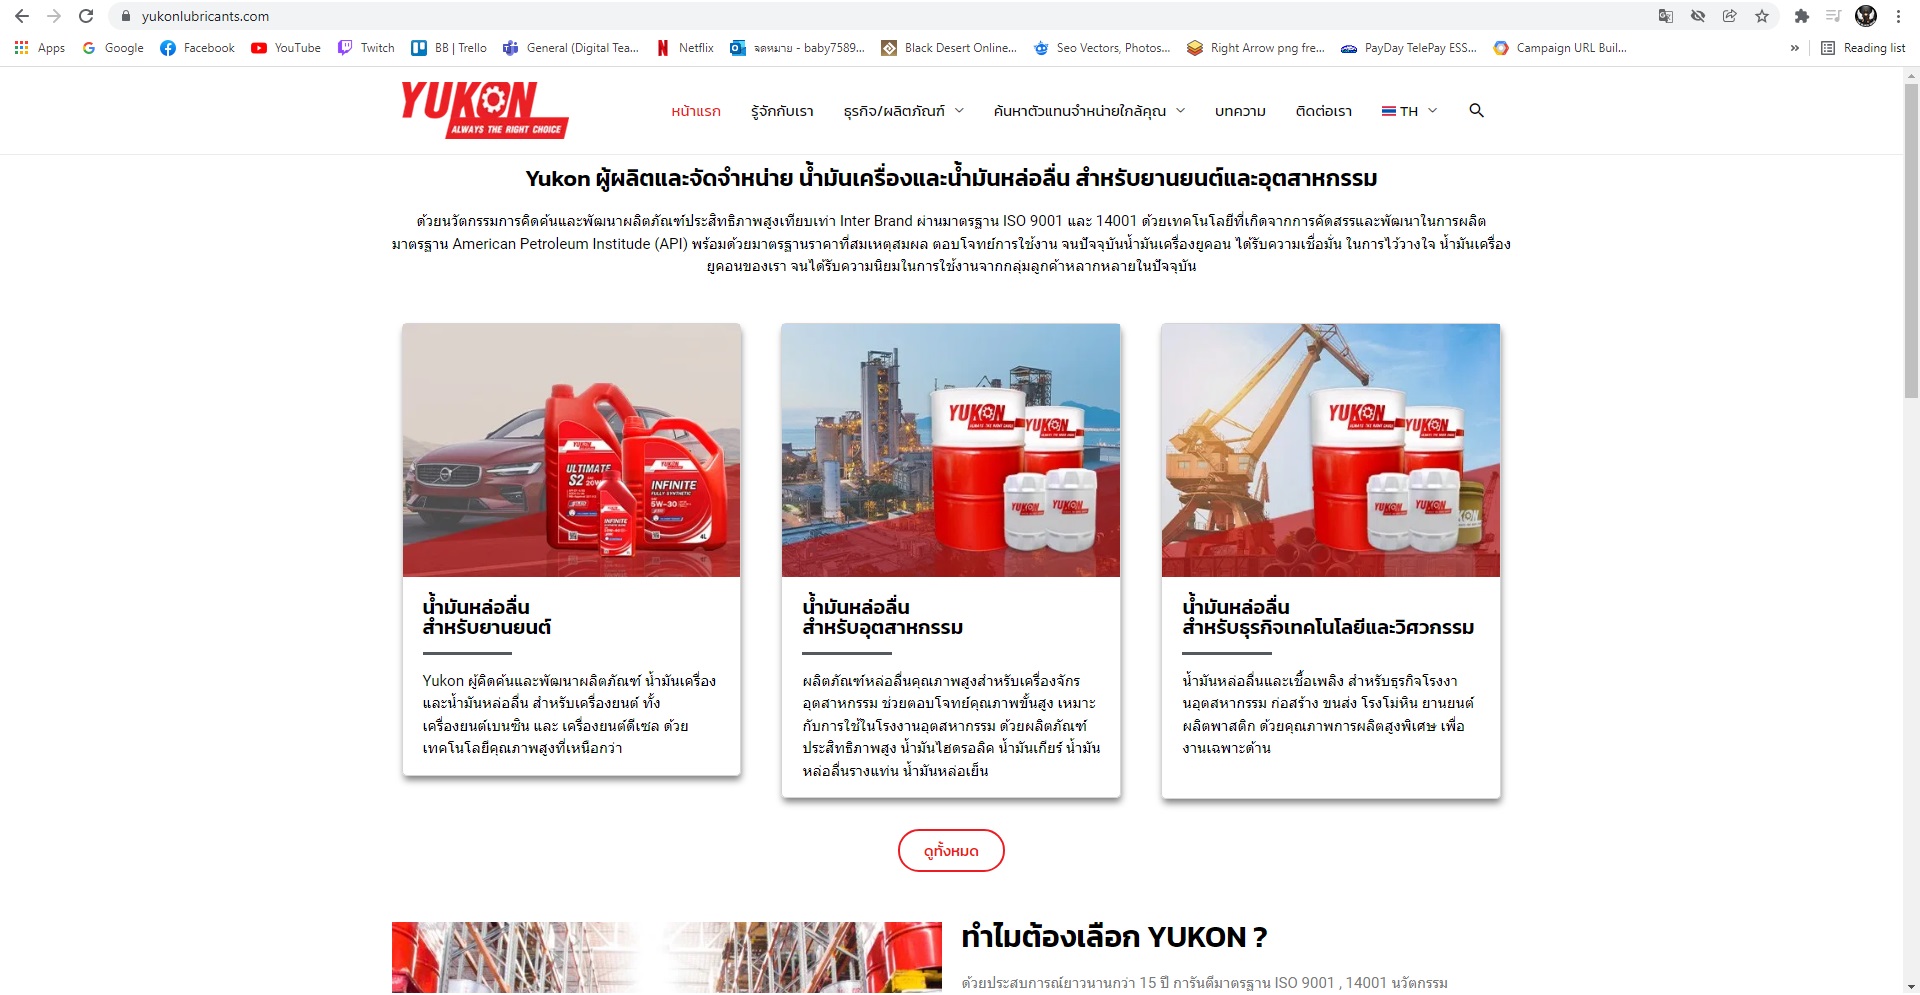 yukonlubricants.com
Apps Google Facebook YouTube Twitch BB | Trello General (Digital Tea... Netflix จดหมาย - baby7589... Black Desert Online... Seo Vectors, Photos... Right Arrow png fre... PayDay TelePay ESS... Campaign URL Buil... » Reading list
YUKON
ALWAYS THE RIGHT CHOICE
หน้าแรก รู้จักกับเรา ธุรกิจ/ผลิตภัณฑ์ ค้นหาตัวแทนจำหน่ายใกล้คุณ บทความ ติดต่อเรา TH
Yukon ผู้ผลิตและจัดจำหน่าย น้ำมันเครื่องและน้ำมันหล่อลื่น สำหรับยานยนต์และอุตสาหกรรม
ด้วยนวัตกรรมการคิดค้นและพัฒนาผลิตภัณฑ์ประสิทธิภาพสูงเทียบเท่า Inter Brand ผ่านมาตรฐาน ISO 9001 และ 14001 ด้วยเทคโนโลยีที่เกิดจากการคัดสรรและพัฒนาในการผลิต
มาตรฐาน American Petroleum Institude (API) พร้อมด้วยมาตรฐานราคาที่สมเหตุสมผล ตอบโจทย์การใช้งาน จนปัจจุบันน้ำมันเครื่องยูคอน ได้รับความเชื่อมั่น ในการไว้วางใจ น้ำมันเครื่อง
ยูคอนของเรา จนได้รับความนิยมในการใช้งานจากกลุ่มลูกค้าหลากหลายในปัจจุบัน
YUKON
ULTIMATE
S2 20W
YUKON
INFINITE
FULLY SYNTHETIC
5W-30
4L
INFINITE
YUKON
ALWAYS THE RIGHT CHOICE
YUKON
YUKON
YUKON
YUKON
ALWAYS THE RIGHT CHOICE
YUKON
YUKON
YUKON
น้ำมันหล่อลื่น
สำหรับยานยนต์
Yukon ผู้คิดค้นและพัฒนาผลิตภัณฑ์ น้ำมันเครื่อง
และน้ำมันหล่อลื่น สำหรับเครื่องยนต์ ทั้ง
เครื่องยนต์เบนซิน และ เครื่องยนต์ดีเซล ด้วย
เทคโนโลยีคุณภาพสูงที่เหนือกว่า
น้ำมันหล่อลื่น
สำหรับอุตสาหกรรม
ผลิตภัณฑ์หล่อลื่นคุณภาพสูงสำหรับเครื่องจักร
อุตสาหกรรม ช่วยตอบโจทย์คุณภาพขั้นสูง เหมาะ
กับการใช้ในโรงงานอุตสหากรรม ด้วยผลิตภัณฑ์
ประสิทธิภาพสูง น้ำมันไฮดรอลิค น้ำมันเกียร์ น้ำมัน
หล่อลื่นรางแท่น น้ำมันหล่อเย็น
น้ำมันหล่อลื่น
สำหรับธุรกิจเทคโนโลยีและวิศวกรรม
น้ำมันหล่อลื่นและเชื้อเพลิง สำหรับธุรกิจโรงงา
นอุตสาหกรรม ก่อสร้าง ขนส่ง โรงโม่หิน ยานยนต์
ผลิตพาสติก ด้วยคุณภาพการผลิตสูงพิเศษ เพื่อ
งานเฉพาะด้าน
ดูทั้งหมด
ทำไมต้องเลือก YUKON ?
ด้วยประสบการณ์ยาวนานกว่า 15 ปี การันตีมาตรฐาน ISO 9001 , 14001 นวัตกรรม